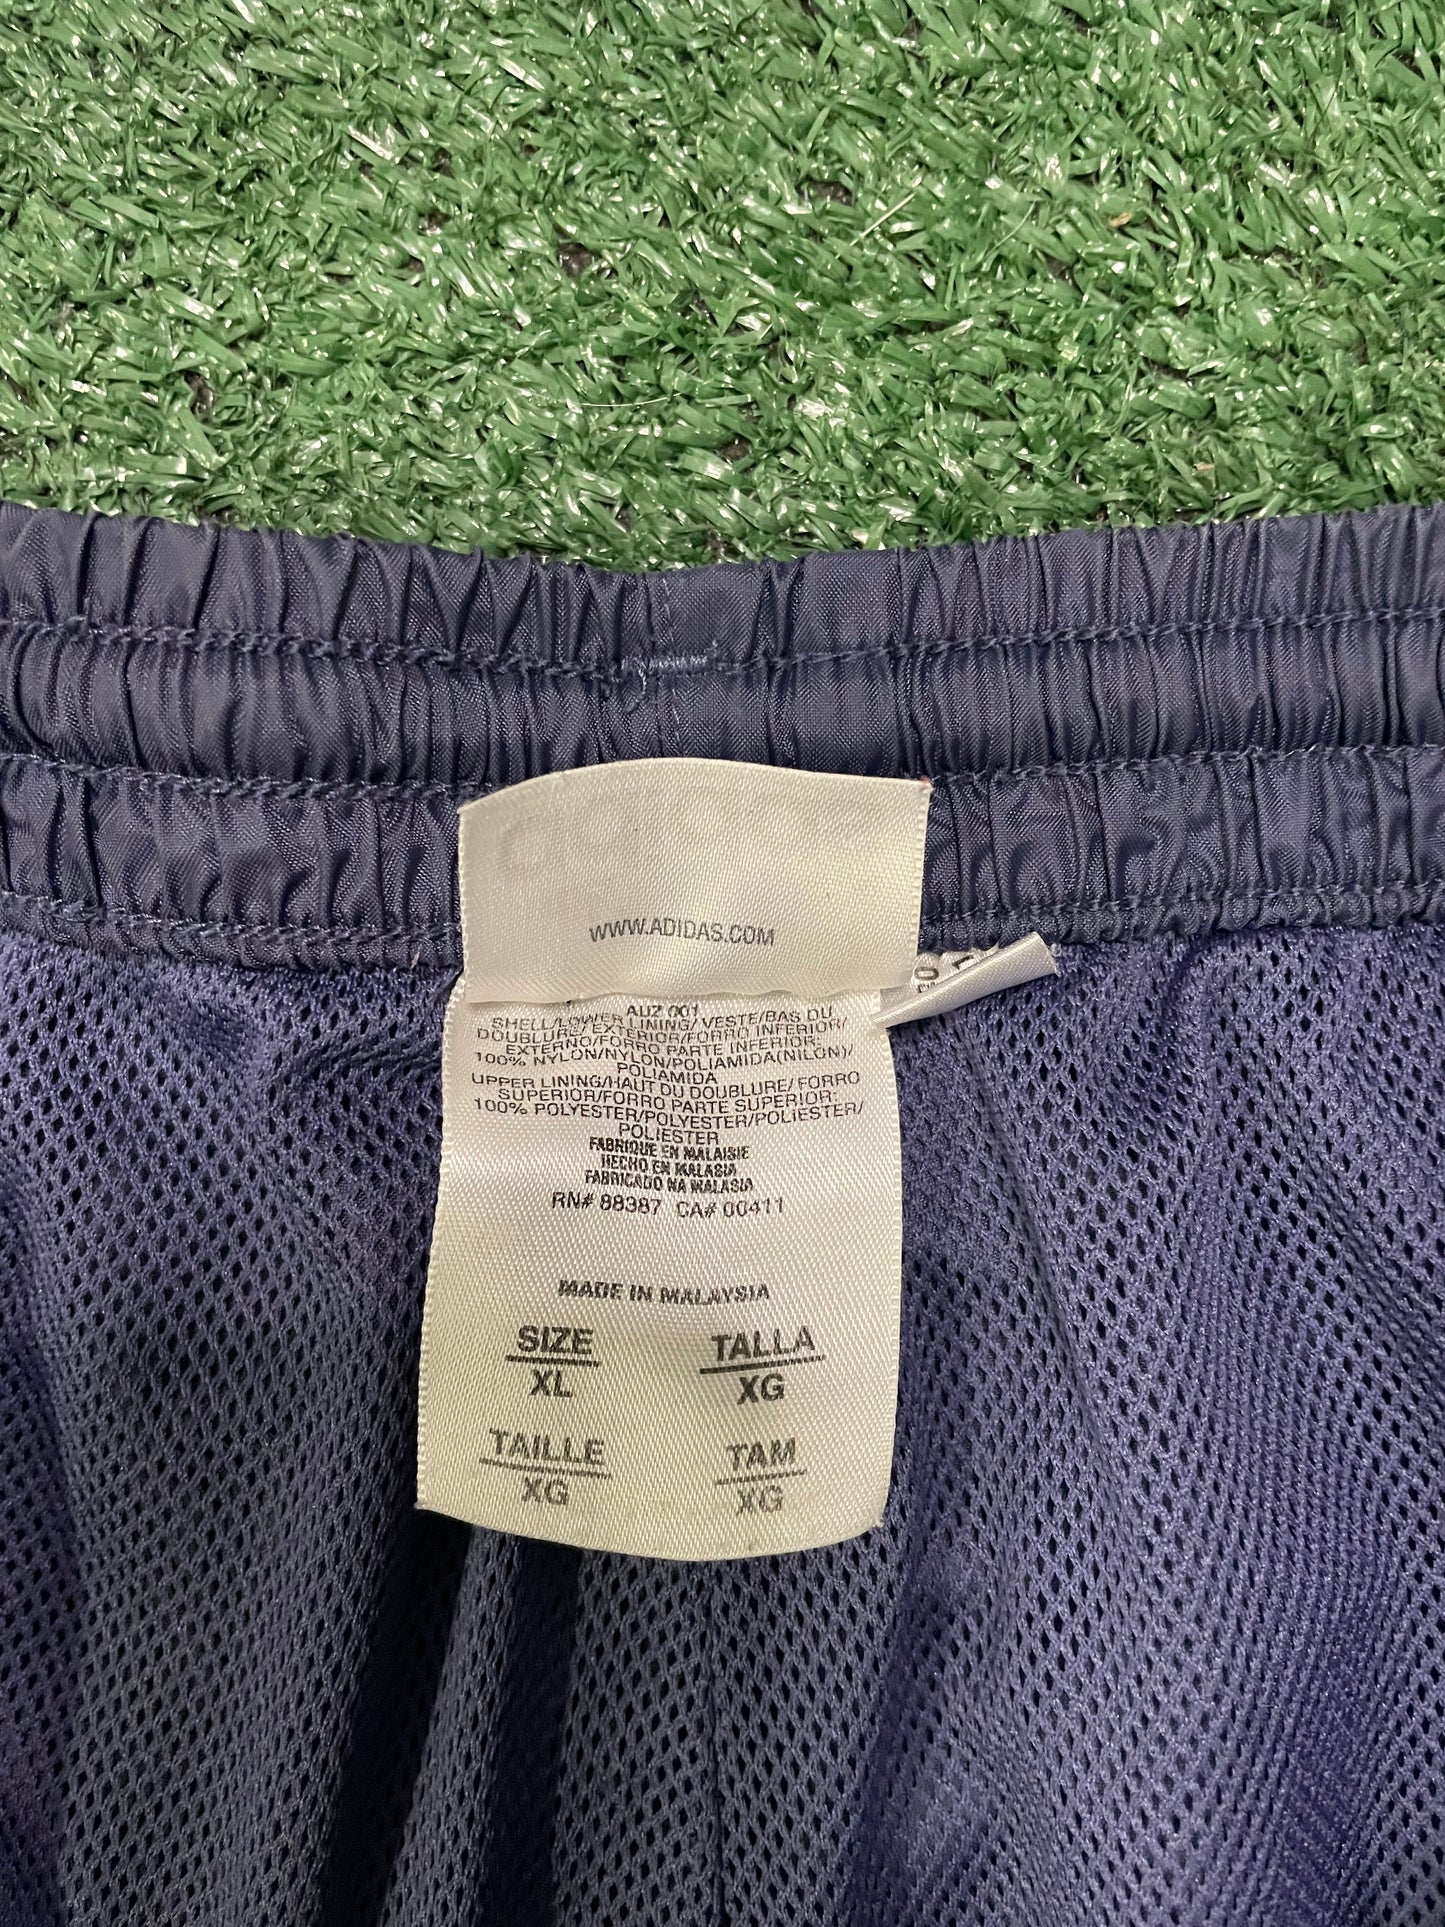 WWW.ADIDAS.COM
AUZ 001
SHELL/LOWER LINING/ VESTE/BAS DU
DOUBLURE/ EXTERIOR/FORRO INFERIOR/
EXTERNO/FORRO PARTE INFERIOR:
100% NYLON/NYLON/POLIAMIDA(NILON)/
POLIAMIDA
UPPER LINING/HAUT DU DOUBLURE/ FORRO
SUPERIOR/FORRO PARTE SUPERIOR:
100% POLYESTER/POLYESTER/POLIESTER/
POLIESTER
FABRIQUE EN MALAISIE
HECHO EN MALASIA
FABRICADO NA MALASIA
RN# 88387 CA# 00411
MADE IN MALAYSIA
SIZE TALLA
XL XG
TAILLE TAM
XG XG